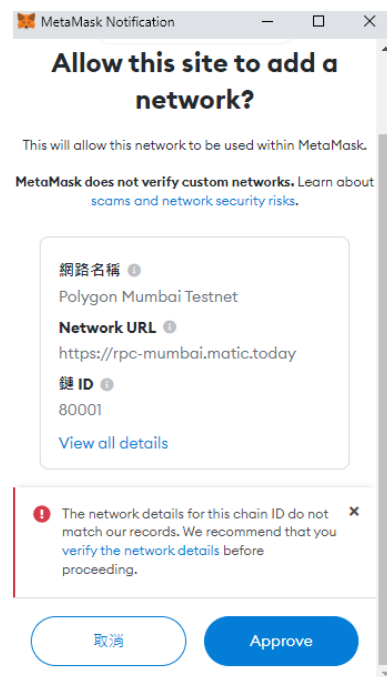 MetaMask Notification
Allow this site to add a
network?
This will allow this network to be used within MetaMask.
MetaMask does not verify custom networks. Learn about
scams and network security risks.
網路名稱
Polygon Mumbai Testnet
Network URL
https://rpc-mumbai.matic.today
鏈 ID
80001
View all details
The network details for this chain ID do not
match our records. We recommend that you
verify the network details before
proceeding.
取消
Approve